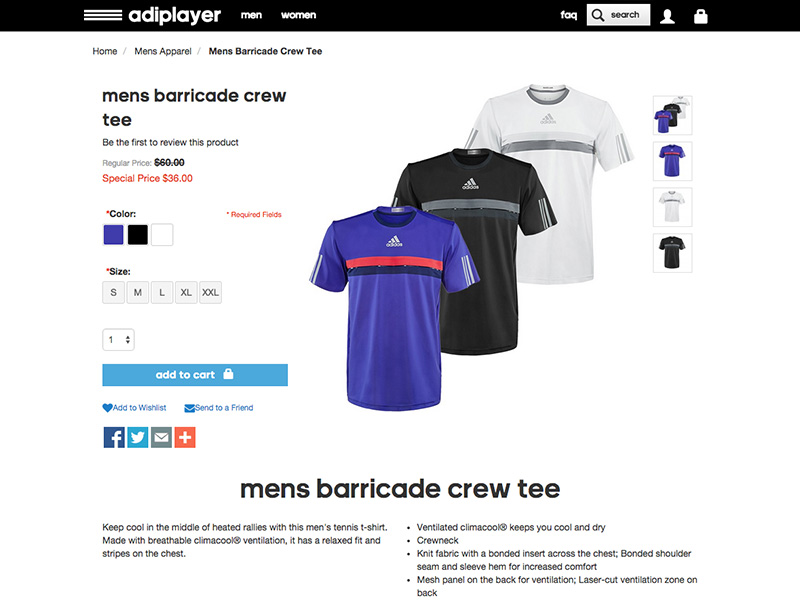 adiplayer men women faq search
Home / Mens Apparel / Mens Barricade Crew Tee
mens barricade crew
tee
Be the first to review this product
Regular Price: $60.00
Special Price $36.00
*Color:
* Required Fields
*Size:
S M L XL XXL
1
add to cart
Add to Wishlist Send to a Friend
adidas
adidas
adidas
mens barricade crew tee
Keep cool in the middle of heated rallies with this men's tennis t-shirt.
Made with breathable climacool® ventilation, it has a relaxed fit and
stripes on the chest.
• Ventilated climacool® keeps you cool and dry
• Crewneck
• Knit fabric with a bonded insert across the chest; Bonded shoulder
seam and sleeve hem for increased comfort
• Mesh panel on the back for ventilation; Laser-cut ventilation zone on
back